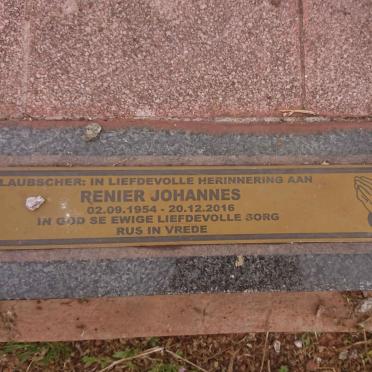 LAUBSCHER: IN LIEFDEVOLLE HERINNERING AAN
RENIER JOHANNES
02.09.1954 - 20.12.2016
IN GOD SE EWIGE LIEFDEVOLLE SORG
RUS IN VREDE